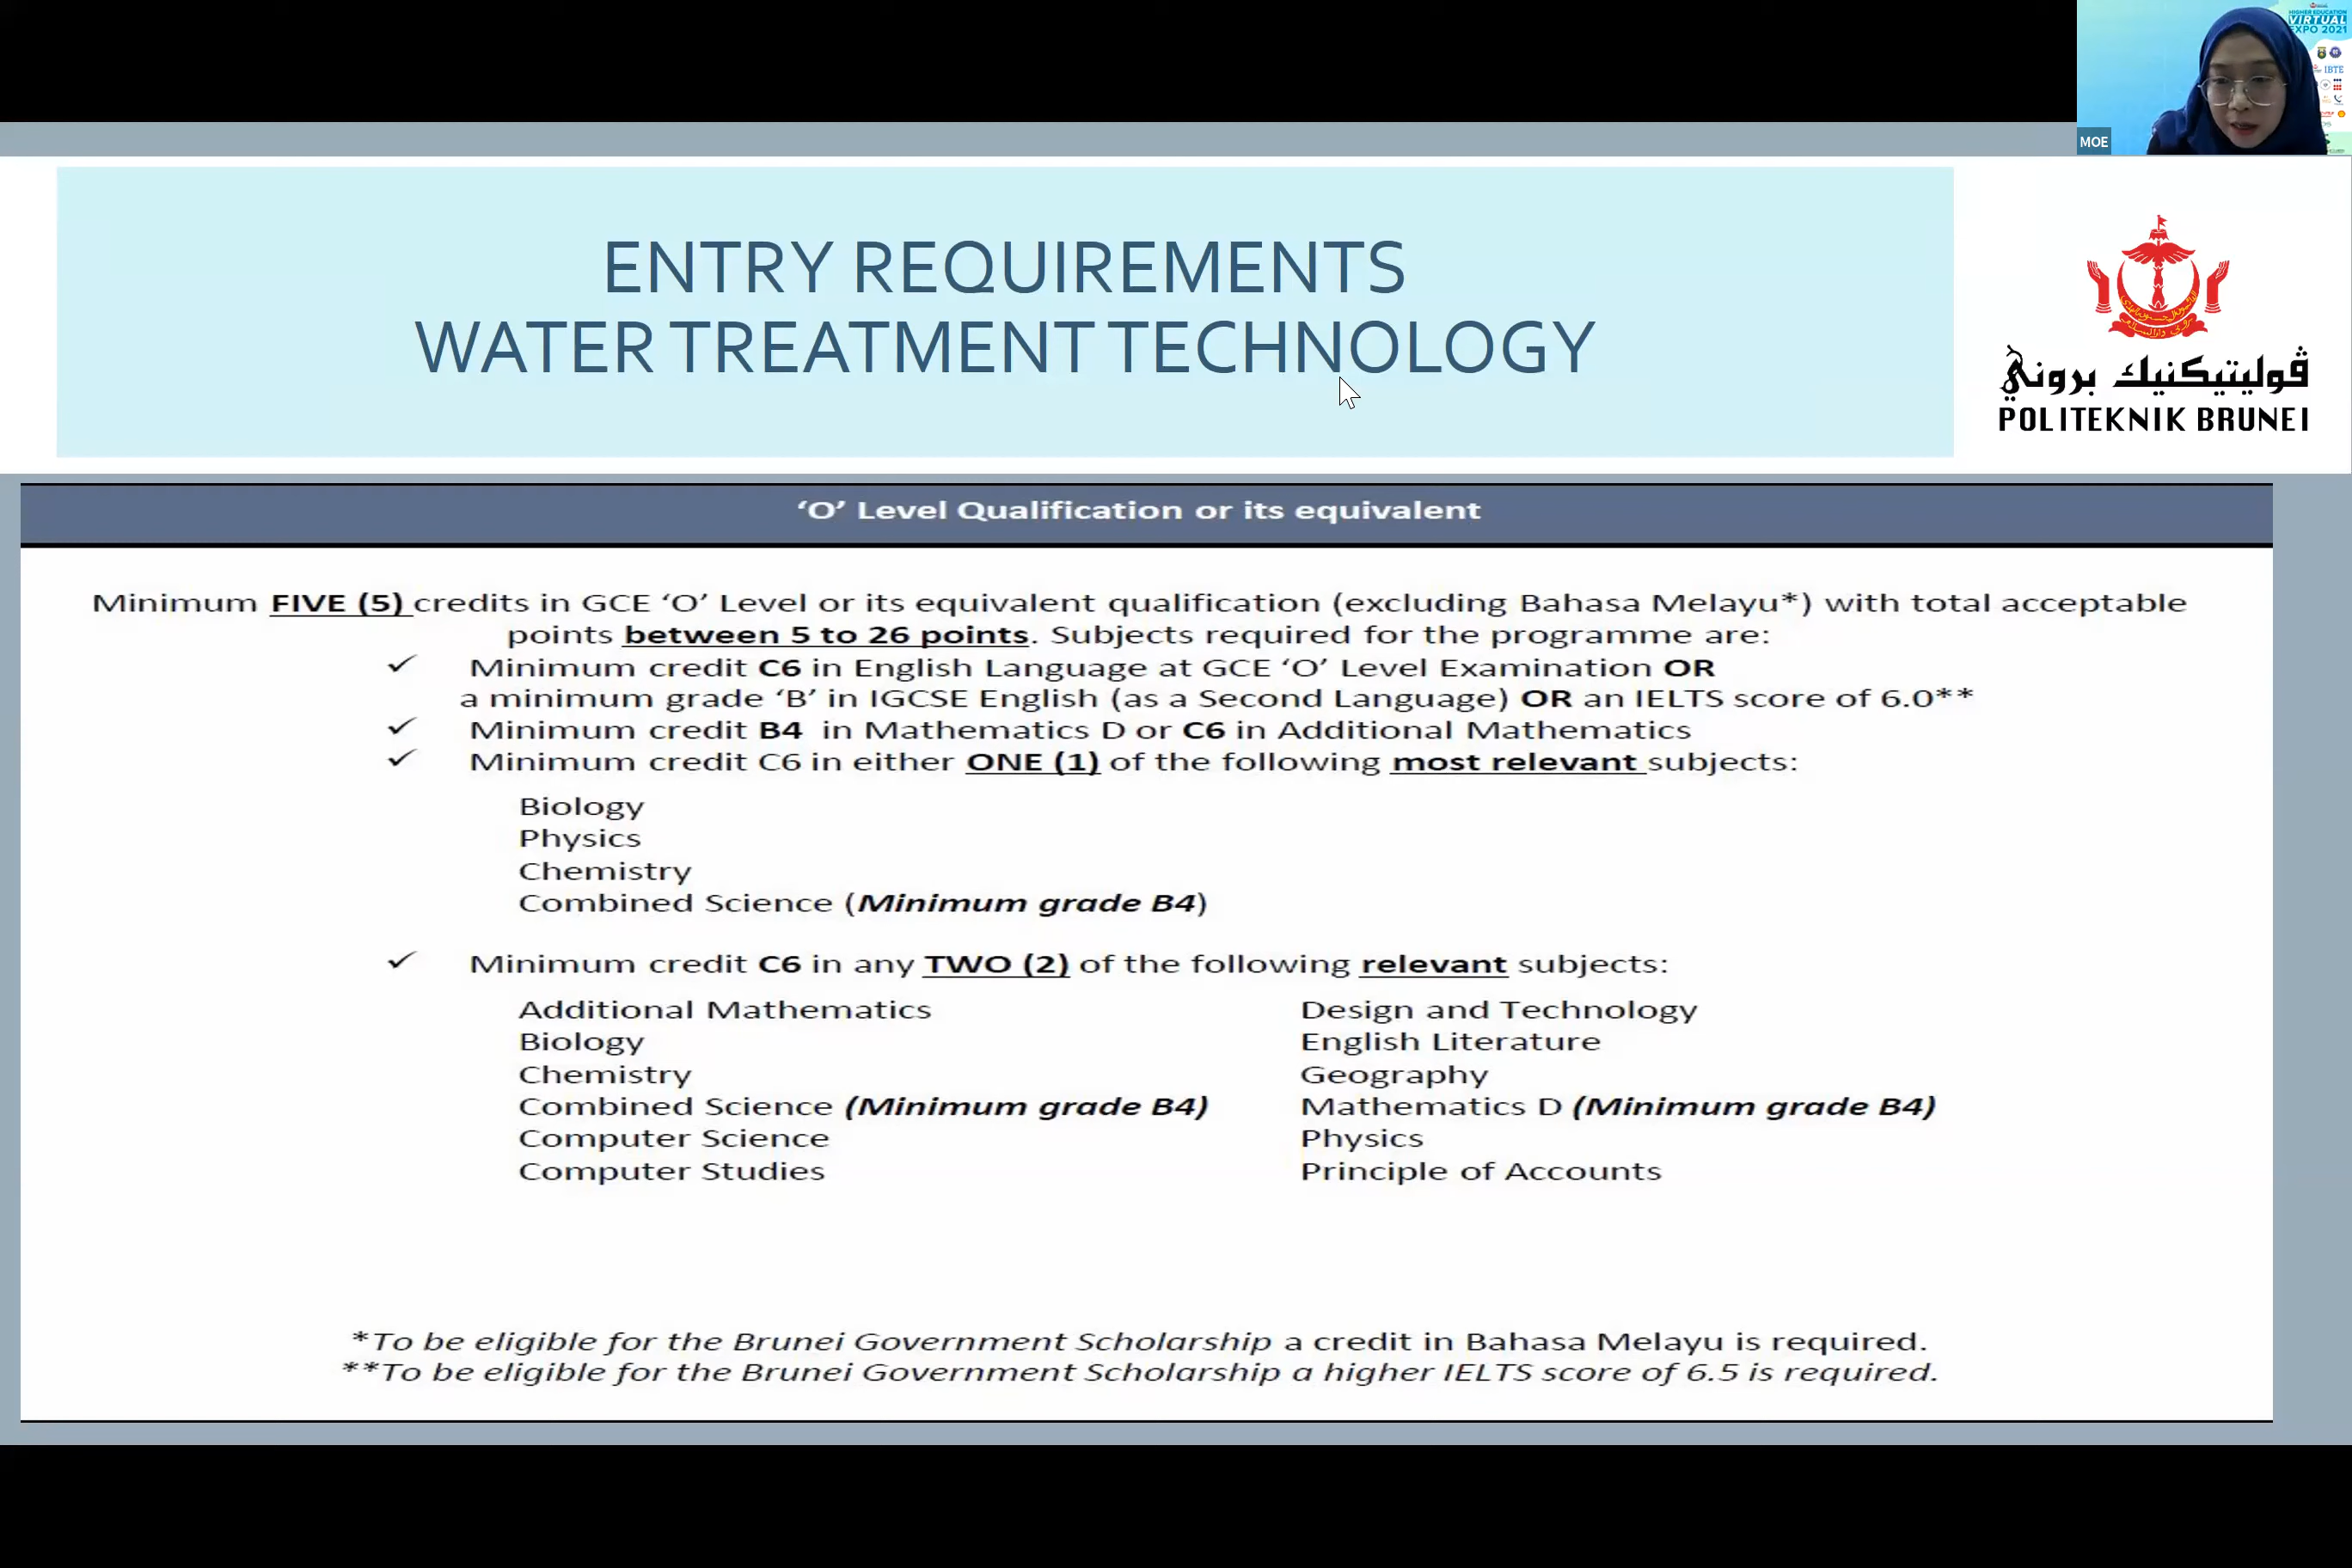 HIGHER EDUCATION
VIRTUAL
EXPO 2021
IBTE
MOE
ENTRY REQUIREMENTS
WATER TREATMENT TECHNOLOGY
ڤوليتيكنيك بروني
POLITEKNIK BRUNEI
‘O’ Level Qualification or its equivalent
Minimum FIVE (5) credits in GCE ‘O’ Level or its equivalent qualification (excluding Bahasa Melayu*) with total acceptable
points between 5 to 26 points. Subjects required for the programme are:
✓ Minimum credit C6 in English Language at GCE ‘O’ Level Examination OR
a minimum grade ‘B’ in IGCSE English (as a Second Language) OR an IELTS score of 6.0**
✓ Minimum credit B4 in Mathematics D or C6 in Additional Mathematics
✓ Minimum credit C6 in either ONE (1) of the following most relevant subjects:
Biology
Physics
Chemistry
Combined Science (Minimum grade B4)
✓ Minimum credit C6 in any TWO (2) of the following relevant subjects:
Additional Mathematics
Biology
Chemistry
Combined Science (Minimum grade B4)
Computer Science
Computer Studies
Design and Technology
English Literature
Geography
Mathematics D (Minimum grade B4)
Physics
Principle of Accounts
*To be eligible for the Brunei Government Scholarship a credit in Bahasa Melayu is required.
**To be eligible for the Brunei Government Scholarship a higher IELTS score of 6.5 is required.